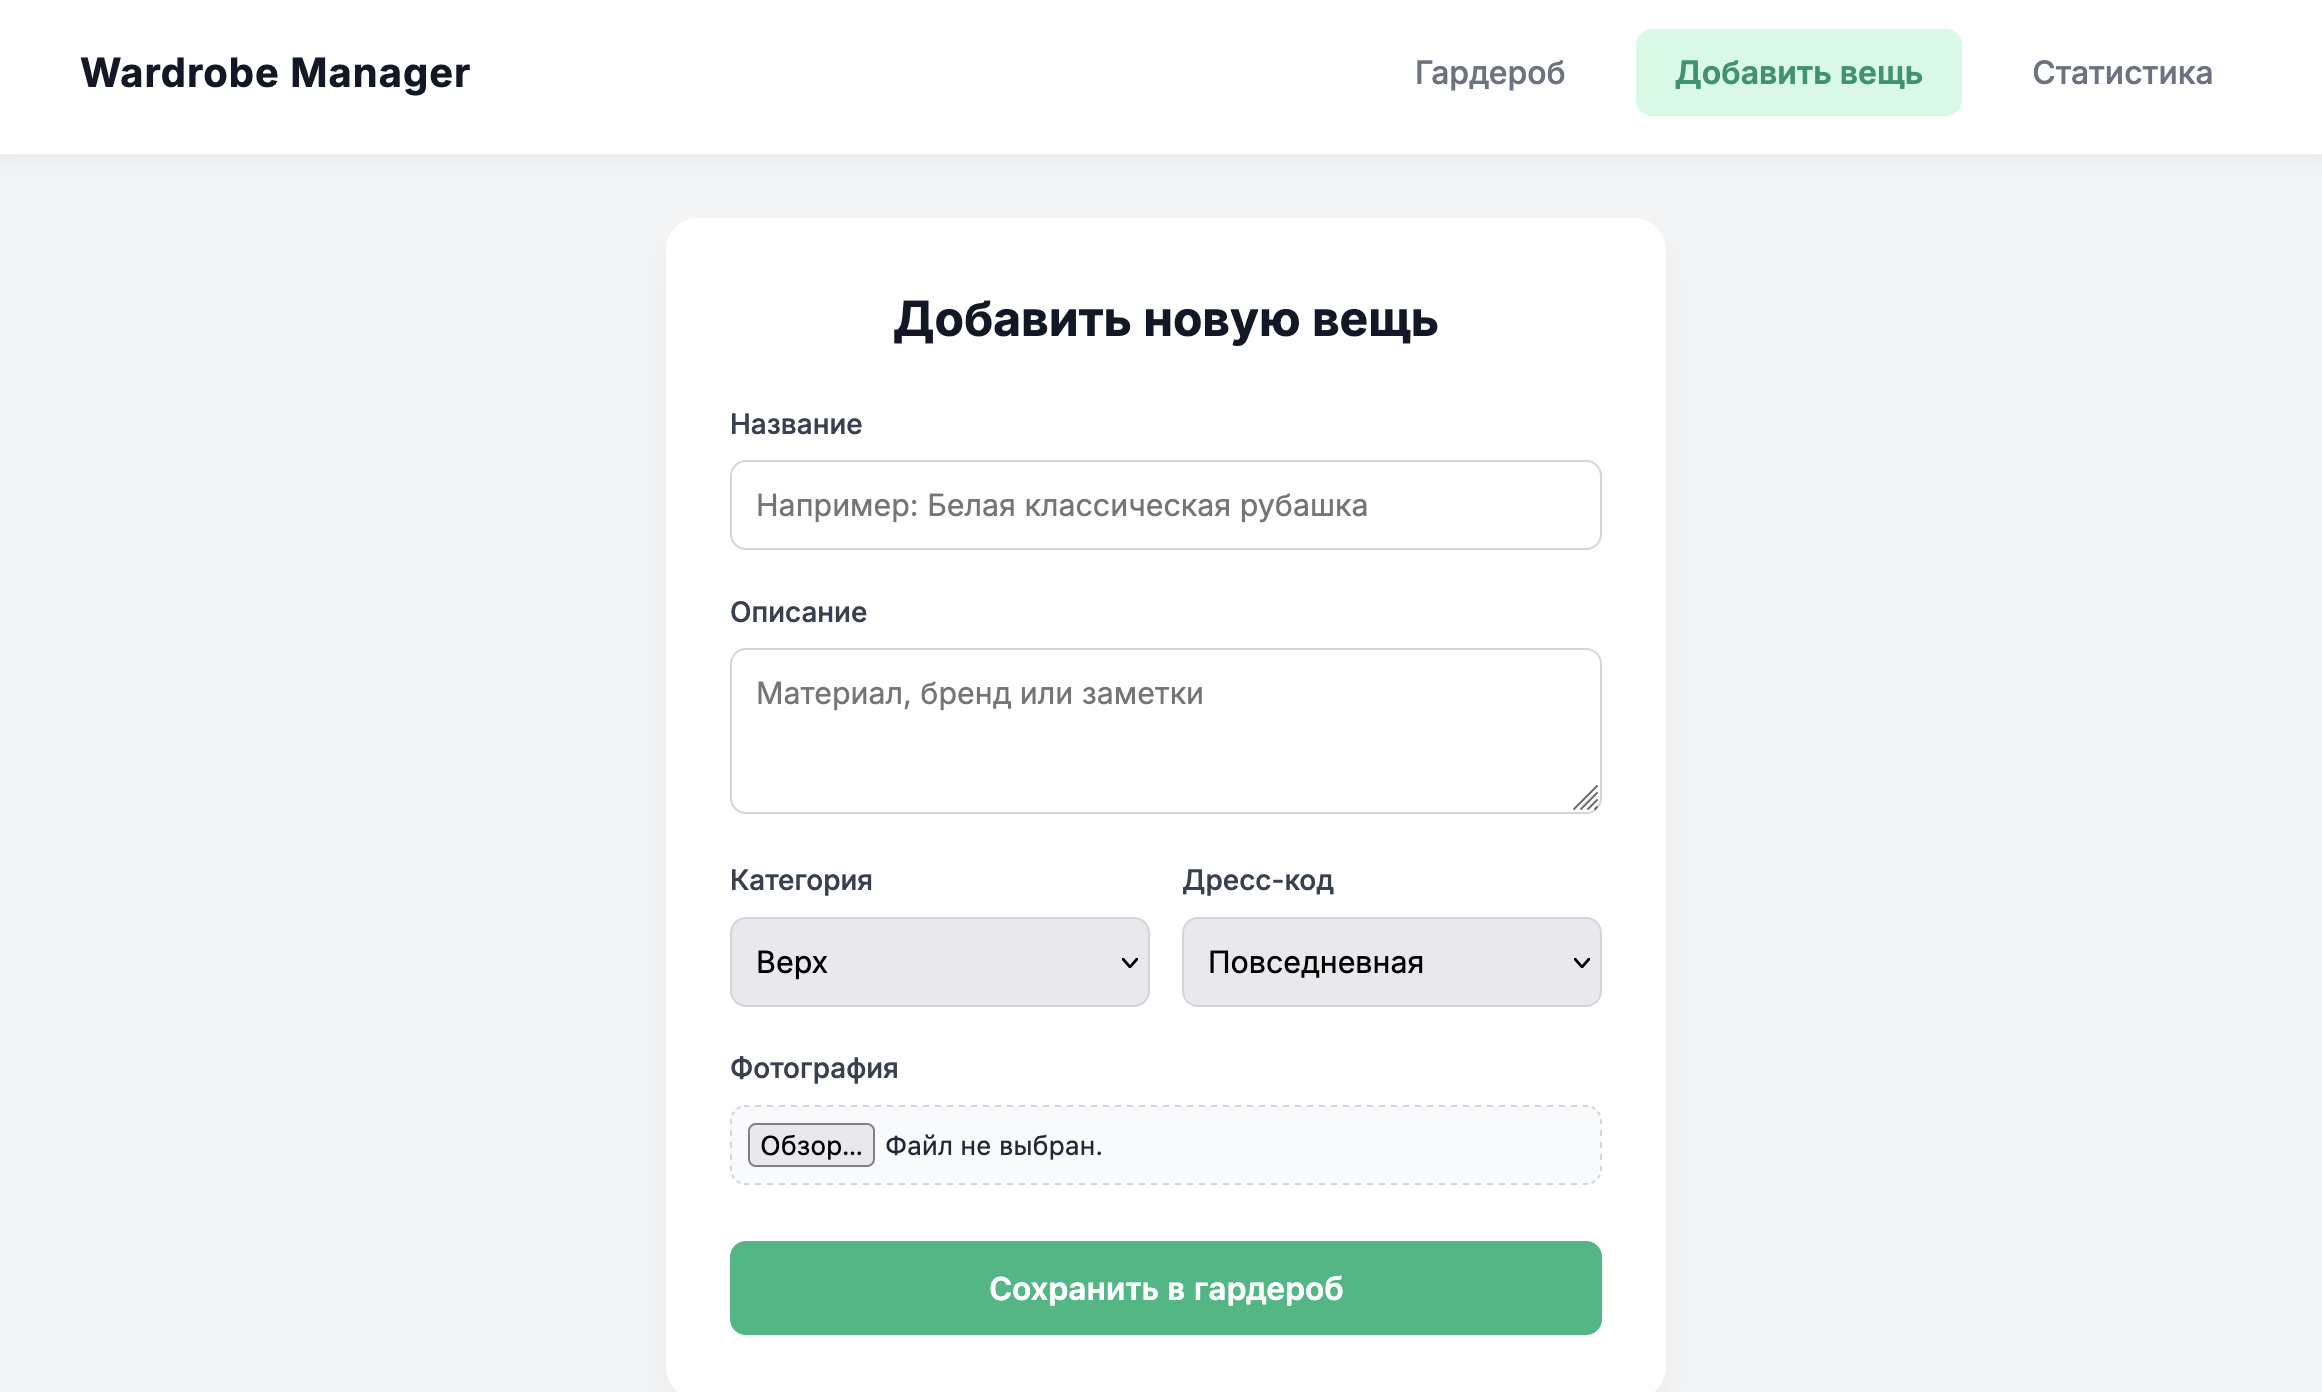 Wardrobe Manager
Гардероб
Добавить вещь
Статистика
Добавить новую вещь
Название
Например: Белая классическая рубашка
Описание
Материал, бренд или заметки
Категория
Дресс-код
Верх
Повседневная
Фотография
Обзор... Файл не выбран.
Сохранить в гардероб